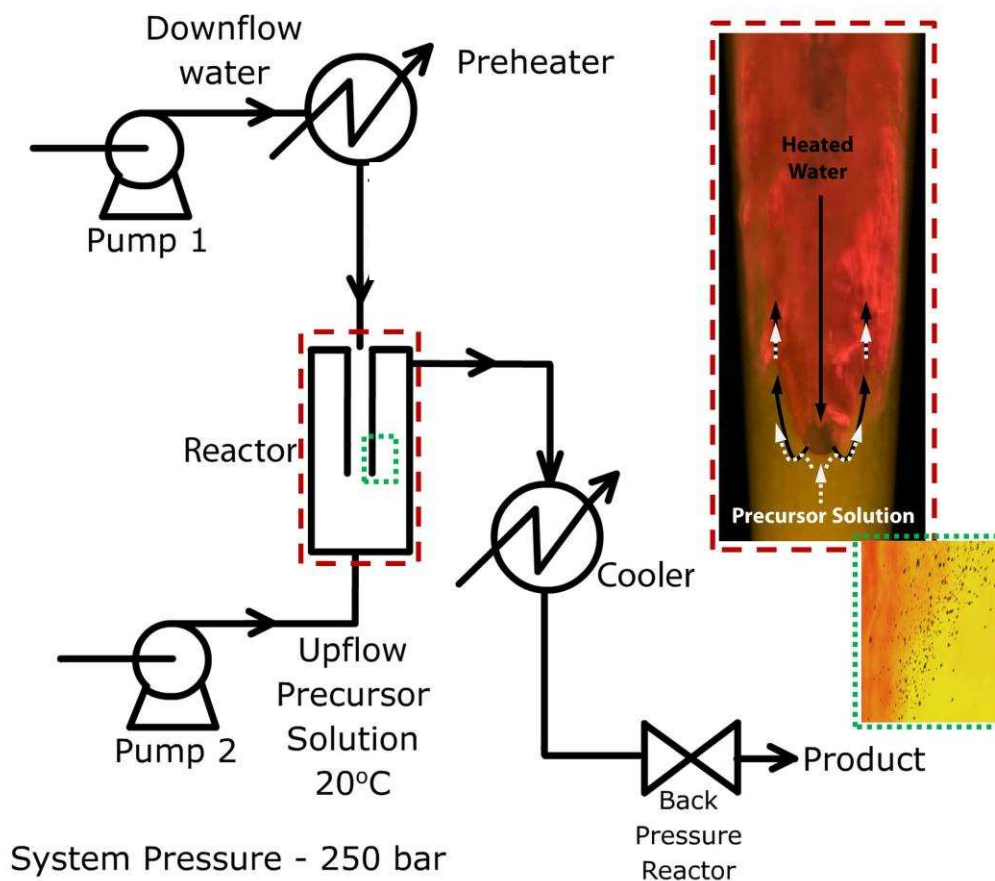 Downflow
water
Preheater
Pump 1
Heated
Water
Precursor Solution
Reactor
Cooler
Upflow
Precursor
Solution
20°C
Pump 2
Product
Back
Pressure
Reactor
System Pressure - 250 bar